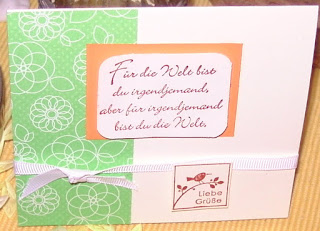 Für die Welt bist
du irgendjemand,
aber für irgendjemand
bist du die Welt.
Liebe
Grüße